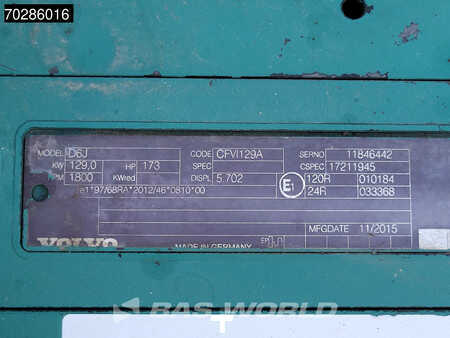 70286016
MODEL D6J CODE CFVI129A SERNO 11846442
KW 129,0 HP 173 SPEC CSPEC 17211945
RPM 1800 KWred DISPL 5.702 E1 120R 010184
e1*97/68RA*2012/46*0810*00 24R 033368
MFGDATE 11/2015
VOLVO MADE IN GERMANY EP
BAS WORLD